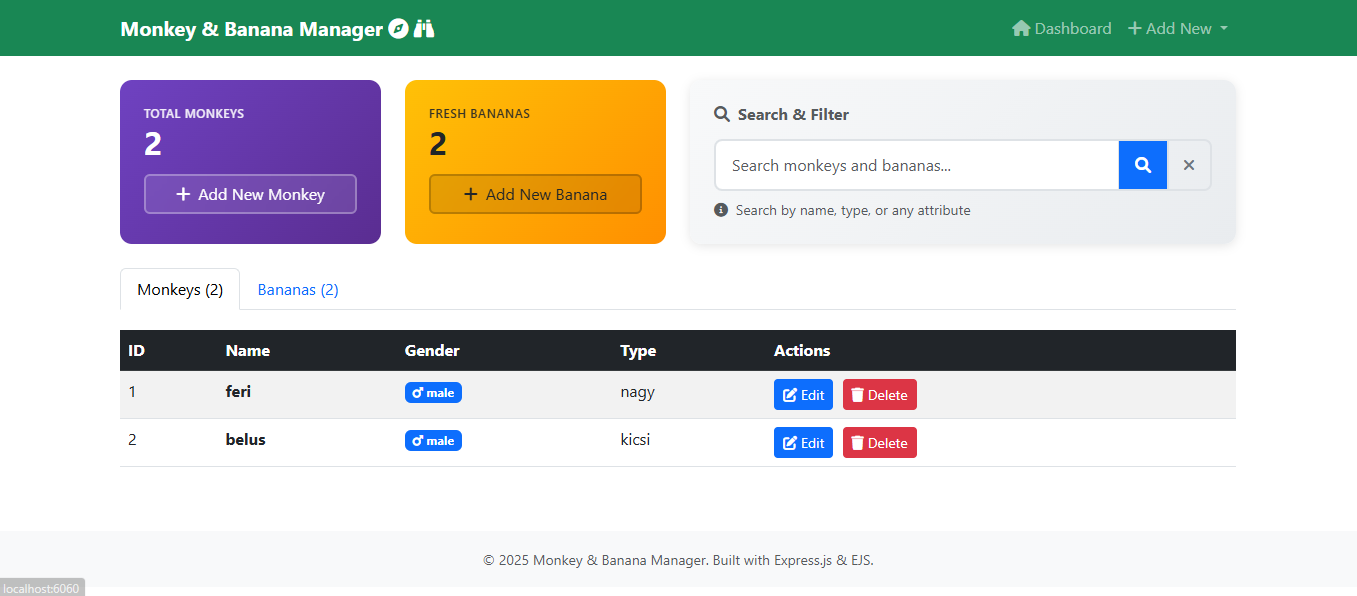 Monkey & Banana Manager
Dashboard
Add New
TOTAL MONKEYS
2
Add New Monkey
FRESH BANANAS
2
Add New Banana
Search & Filter
Search monkeys and bananas...
Search by name, type, or any attribute
Monkeys (2)
Bananas (2)
ID Name Gender Type Actions
1 feri male nagy Edit Delete
2 belus male kicsi Edit Delete
© 2025 Monkey & Banana Manager. Built with Express.js & EJS.
localhost:6060